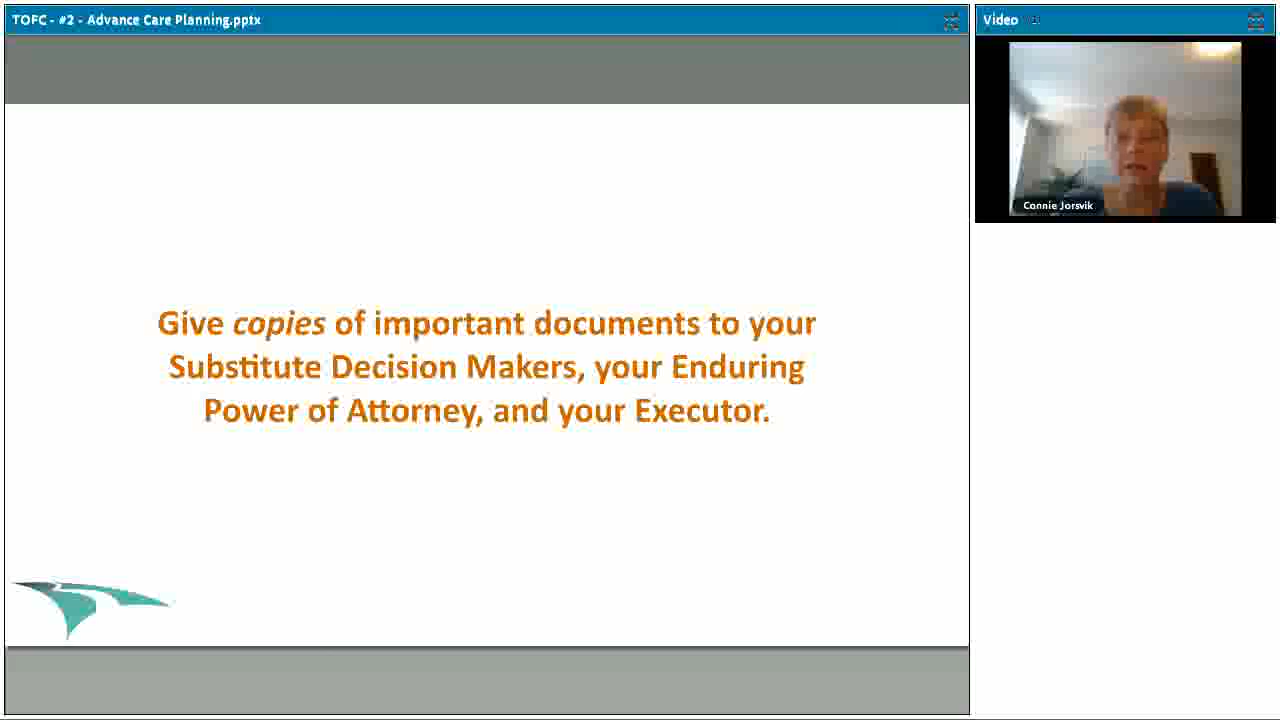 TOFC - #2 - Advance Care Planning.pptx
Video
Connie Jorsvik
Give copies of important documents to your
Substitute Decision Makers, your Enduring
Power of Attorney, and your Executor.